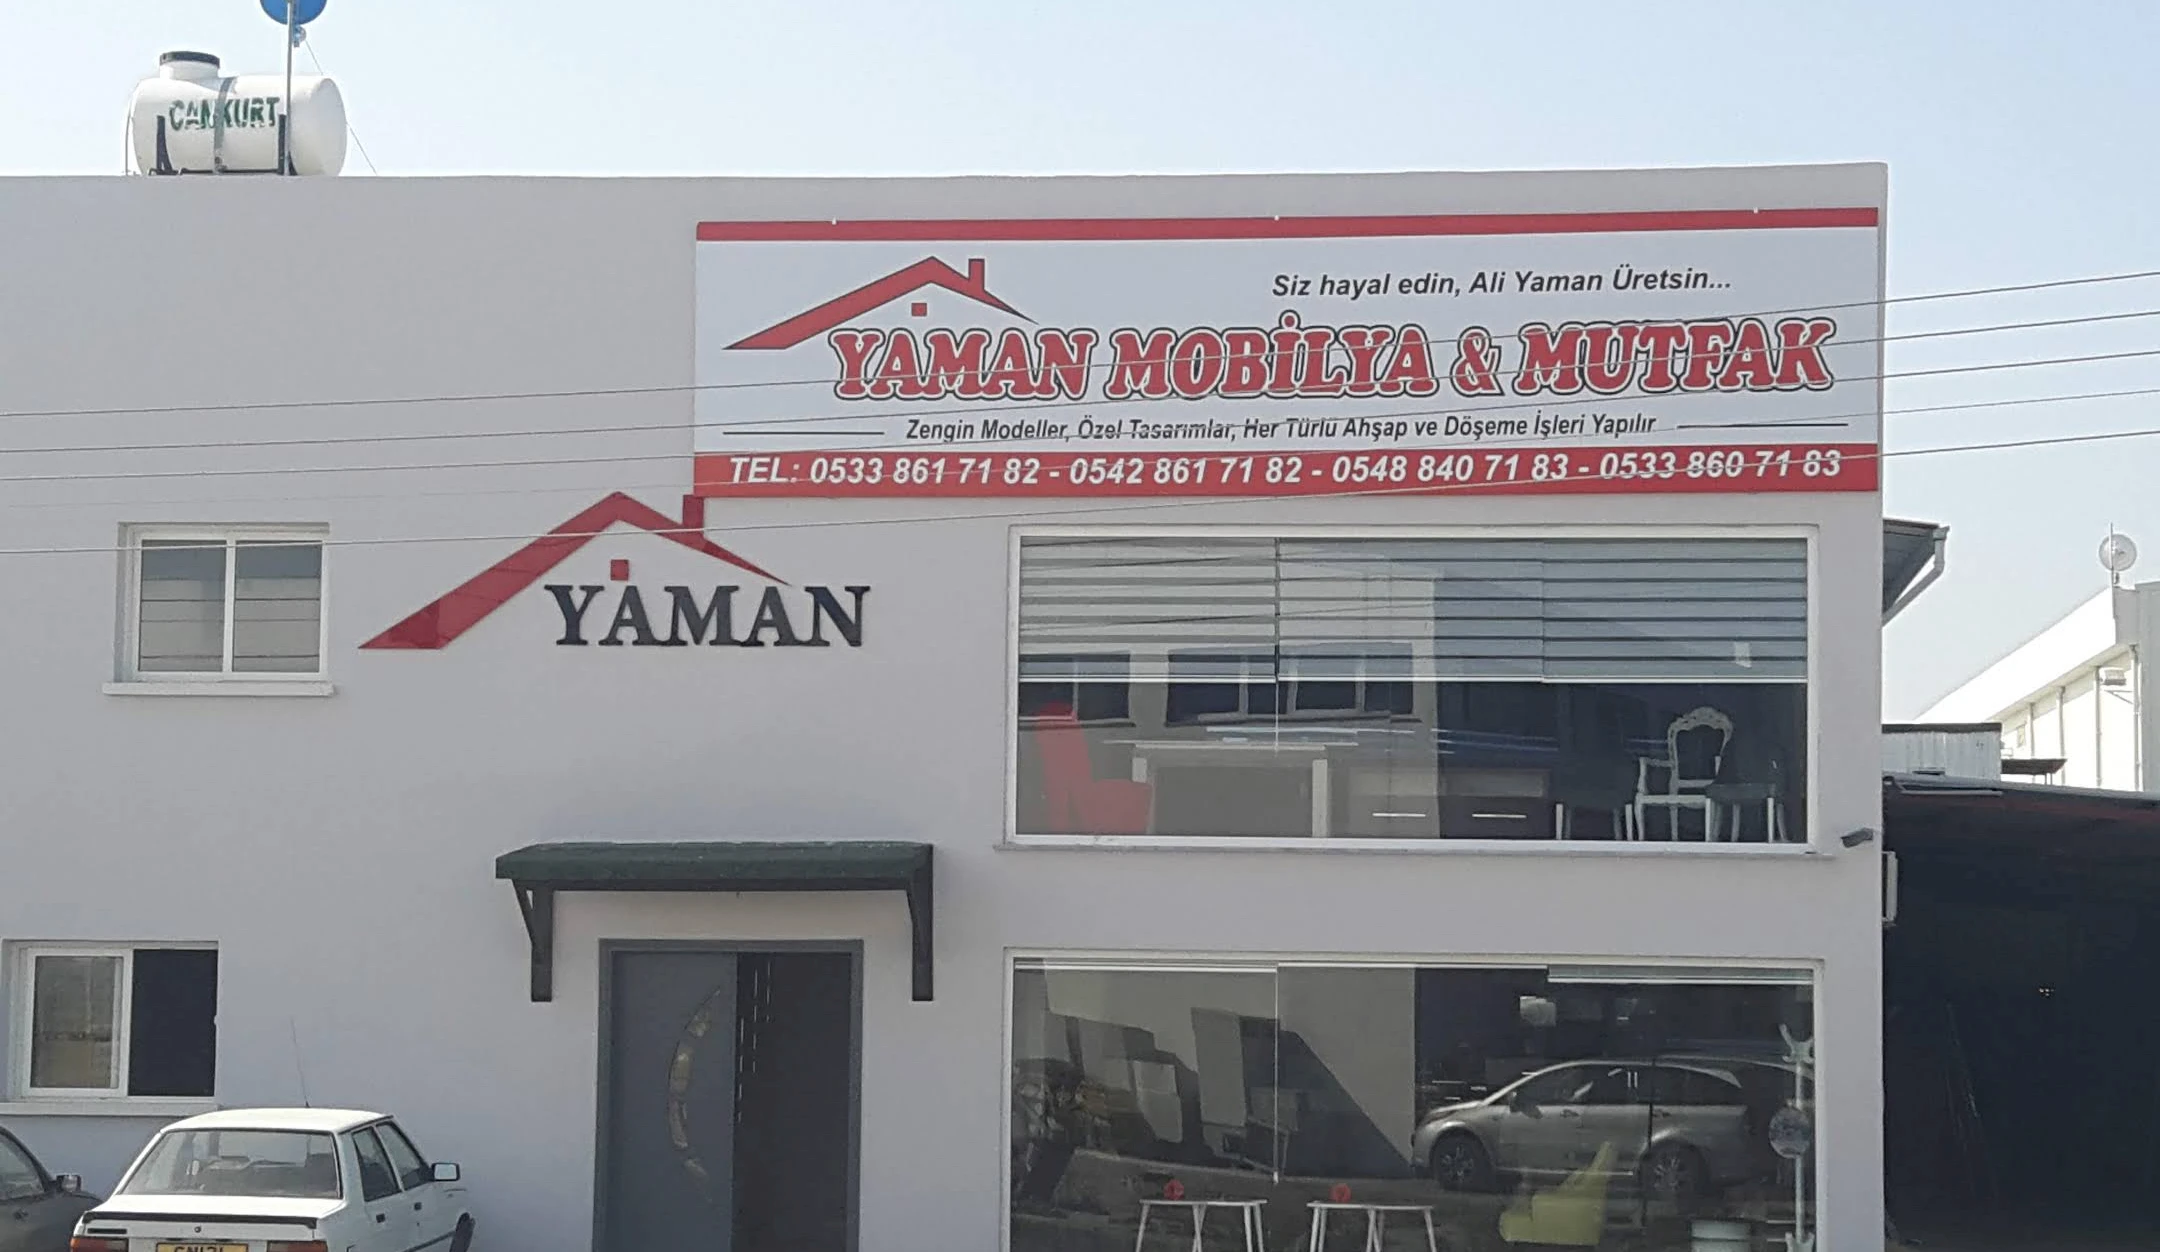 CANKURT
Siz hayal edin, Ali Yaman Üretsin...
YAMAN MOBİLYA & MUTFAK
Zengin Modeller, Özel Tasarımlar, Her Türlü Ahşap ve Döşeme İşleri Yapılır
TEL: 0533 861 71 82 - 0542 861 71 82 - 0548 840 71 83 - 0533 860 71 83
YAMAN